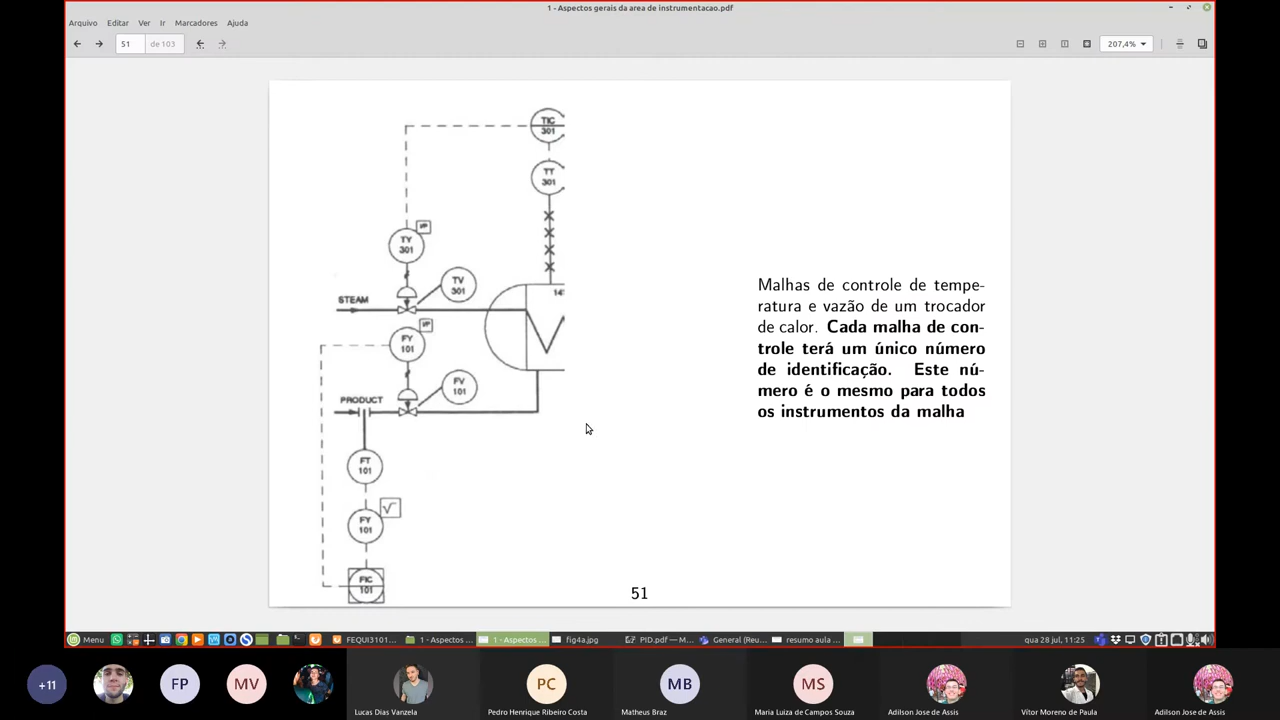 1 - Aspectos gerais da area de instrumentacao.pdf
Arquivo Editar Ver Ir Marcadores Ajuda
51 de 103
207,4%
TIC
301
TT
301
I/P
TY
301
TV
301
STEAM
I/P
FY
101
FV
101
PRODUCT
FT
101
√
FY
101
FIC
101
Malhas de controle de tempe-
ratura e vazão de um trocador
de calor. Cada malha de con-
trole terá um único número
de identificação. Este nú-
mero é o mesmo para todos
os instrumentos da malha
51
Menu FEQUI3101... 1 - Aspectos ... 1 - Aspectos ... fig4a.jpg PID.pdf — M... General (Reu... resumo aula ... qua 28 jul, 11:25
+11 FP MV PC MB MS
Lucas Dias Vanzela Pedro Henrique Ribeiro Costa Matheus Braz Maria Luiza de Campos Souza Adilson Jose de Assis Vítor Moreno de Paula Adilson Jose de Assis